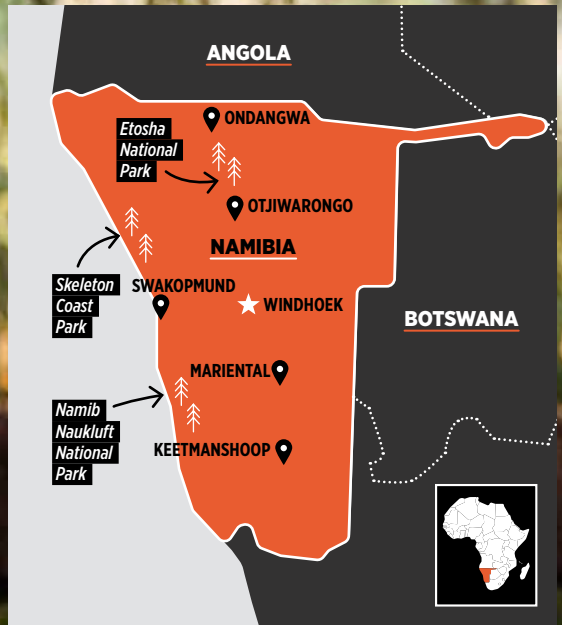 ANGOLA
ONDANGWA
Etosha
National
Park
OTJIWARONGO
NAMIBIA
Skeleton
Coast
Park
SWAKOPMUND
WINDHOEK
BOTSWANA
MARIENTAL
Namib
Naukluft
National
Park
KEETMANSHOOP